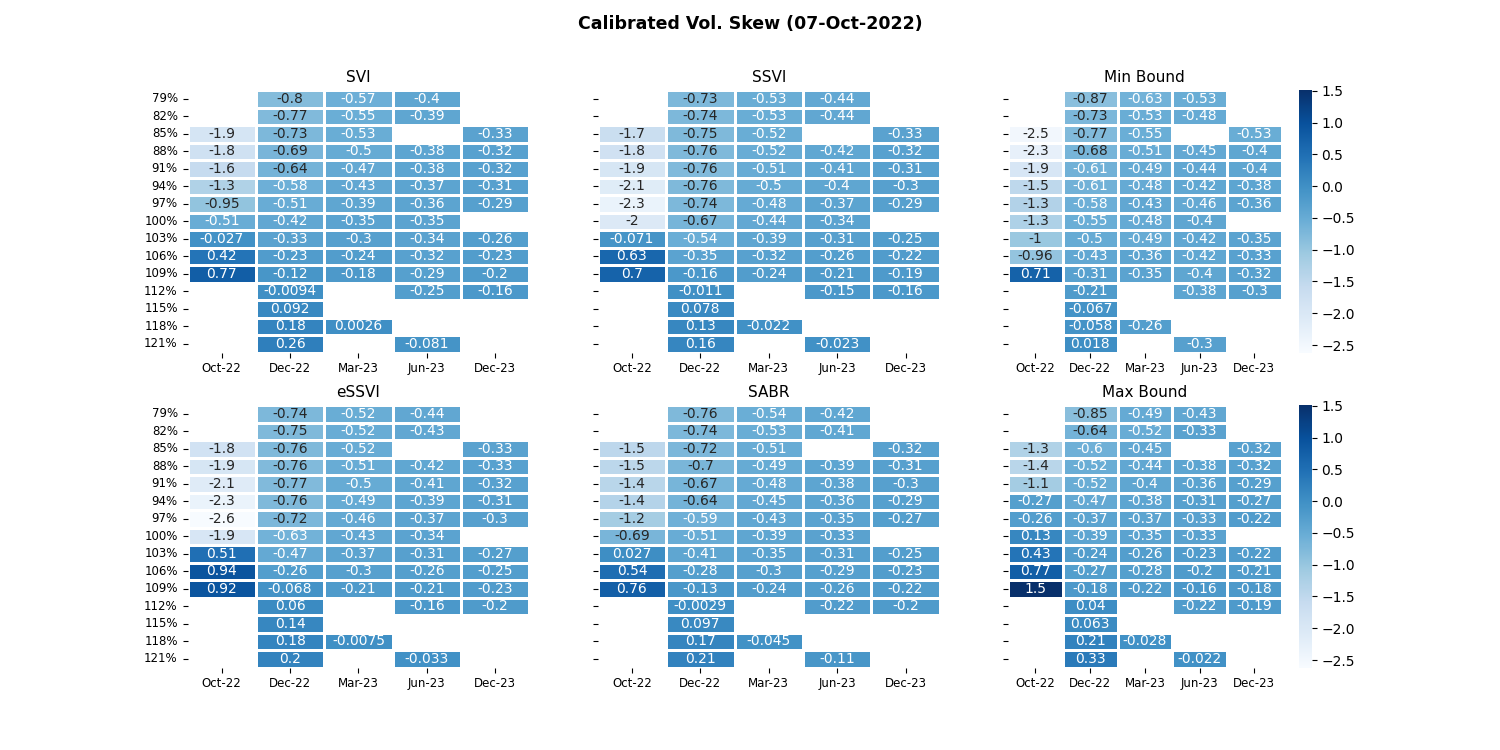 Calibrated Vol. Skew (07-Oct-2022)
SVI SSVI Min Bound
79% -0.8 -0.57 -0.4 -0.73 -0.53 -0.44 -0.87 -0.63 -0.53 1.5
82% -0.77 -0.55 -0.39 -0.74 -0.53 -0.44 -0.73 -0.53 -0.48 1.0
85% -1.9 -0.73 -0.53 -0.33 -1.7 -0.75 -0.52 -0.33 -2.5 -0.77 -0.55 -0.53
88% -1.8 -0.69 -0.5 -0.38 -0.32 -1.8 -0.76 -0.52 -0.42 -0.32 -2.3 -0.68 -0.51 -0.45 -0.4 0.5
91% -1.6 -0.64 -0.47 -0.38 -0.32 -1.9 -0.76 -0.51 -0.41 -0.31 -1.9 -0.61 -0.49 -0.44 -0.4
94% -1.3 -0.58 -0.43 -0.37 -0.31 -2.1 -0.76 -0.5 -0.4 -0.3 -1.5 -0.61 -0.48 -0.42 -0.38 0.0
97% -0.95 -0.51 -0.39 -0.36 -0.29 -2.3 -0.74 -0.48 -0.37 -0.29 -1.3 -0.58 -0.43 -0.46 -0.36
100% -0.51 -0.42 -0.35 -0.35 -2 -0.67 -0.44 -0.34 -1.3 -0.55 -0.48 -0.4 −0.5
103% -0.027 -0.33 -0.3 -0.34 -0.26 -0.071 -0.54 -0.39 -0.31 -0.25 -1 -0.5 -0.49 -0.42 -0.35
106% 0.42 -0.23 -0.24 -0.32 -0.23 0.63 -0.35 -0.32 -0.26 -0.22 -0.96 -0.43 -0.36 -0.42 -0.33 −1.0
109% 0.77 -0.12 -0.18 -0.29 -0.2 0.7 -0.16 -0.24 -0.21 -0.19 0.71 -0.31 -0.35 -0.4 -0.32
112% -0.0094 -0.25 -0.16 -0.011 -0.15 -0.16 -0.21 -0.38 -0.3 −1.5
115% 0.092 0.078 -0.067
118% 0.18 0.0026 0.13 -0.022 -0.058 -0.26 −2.0
121% 0.26 -0.081 0.16 -0.023 0.018 -0.3 −2.5
Oct-22 Dec-22 Mar-23 Jun-23 Dec-23 Oct-22 Dec-22 Mar-23 Jun-23 Dec-23 Oct-22 Dec-22 Mar-23 Jun-23 Dec-23
eSSVI SABR Max Bound
79% -0.74 -0.52 -0.44 -0.76 -0.54 -0.42 -0.85 -0.49 -0.43 1.5
82% -0.75 -0.52 -0.43 -0.74 -0.53 -0.41 -0.64 -0.52 -0.33 1.0
85% -1.8 -0.76 -0.52 -0.33 -1.5 -0.72 -0.51 -0.32 -1.3 -0.6 -0.45 -0.32
88% -1.9 -0.76 -0.51 -0.42 -0.33 -1.5 -0.7 -0.49 -0.39 -0.31 -1.4 -0.52 -0.44 -0.38 -0.32 0.5
91% -2.1 -0.77 -0.5 -0.41 -0.32 -1.4 -0.67 -0.48 -0.38 -0.3 -1.1 -0.52 -0.4 -0.36 -0.29
94% -2.3 -0.76 -0.49 -0.39 -0.31 -1.4 -0.64 -0.45 -0.36 -0.29 -0.27 -0.47 -0.38 -0.31 -0.27 0.0
97% -2.6 -0.72 -0.46 -0.37 -0.3 -1.2 -0.59 -0.43 -0.35 -0.27 -0.26 -0.37 -0.37 -0.33 -0.22
100% -1.9 -0.63 -0.43 -0.34 -0.69 -0.51 -0.39 -0.33 0.13 -0.39 -0.35 -0.33 −0.5
103% 0.51 -0.47 -0.37 -0.31 -0.27 0.027 -0.41 -0.35 -0.31 -0.25 0.43 -0.24 -0.26 -0.23 -0.22
106% 0.94 -0.26 -0.3 -0.26 -0.25 0.54 -0.28 -0.3 -0.29 -0.23 0.77 -0.27 -0.28 -0.2 -0.21 −1.0
109% 0.92 -0.068 -0.21 -0.21 -0.23 0.76 -0.13 -0.24 -0.26 -0.22 1.5 -0.18 -0.22 -0.16 -0.18
112% 0.06 -0.16 -0.2 -0.0029 -0.22 -0.2 0.04 -0.22 -0.19 −1.5
115% 0.14 0.097 0.063
118% 0.18 -0.0075 0.17 -0.045 0.21 -0.028 −2.0
121% 0.2 -0.033 0.21 -0.11 0.33 -0.022 −2.5
Oct-22 Dec-22 Mar-23 Jun-23 Dec-23 Oct-22 Dec-22 Mar-23 Jun-23 Dec-23 Oct-22 Dec-22 Mar-23 Jun-23 Dec-23